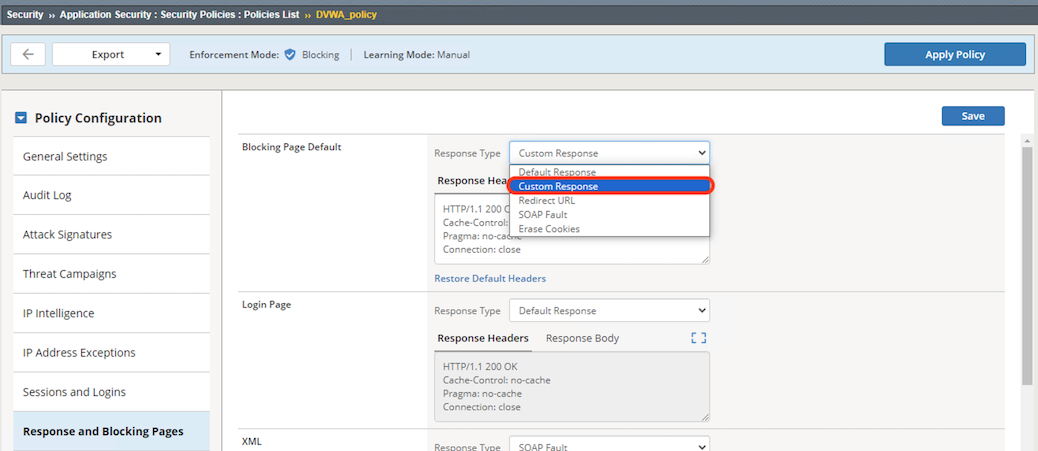 Security ›› Application Security : Security Policies : Policies List ›› DVWA_policy
Export Enforcement Mode: Blocking | Learning Mode: Manual Apply Policy
Policy Configuration
General Settings
Audit Log
Attack Signatures
Threat Campaigns
IP Intelligence
IP Address Exceptions
Sessions and Logins
Response and Blocking Pages
Save
Blocking Page Default
Response Type Custom Response
Default Response
Custom Response
Redirect URL
SOAP Fault
Erase Cookies
Response Hea
HTTP/1.1 200
Cache-Control:
Pragma: no-cache
Connection: close
Restore Default Headers
Login Page
Response Type Default Response
Response Headers Response Body
HTTP/1.1 200 OK
Cache-Control: no-cache
Pragma: no-cache
Connection: close
XML
Response Type SOAP Fault